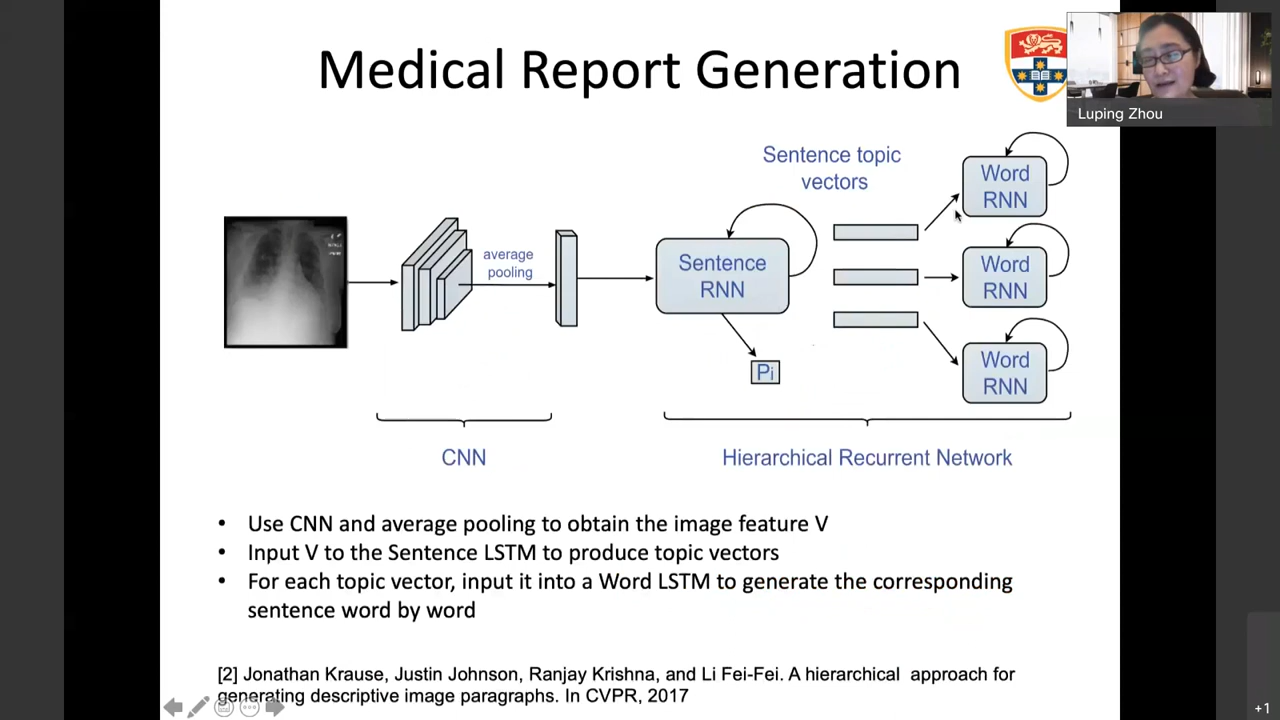 Medical Report Generation
Luping Zhou
Sentence topic
vectors
Word
RNN
average
pooling
Sentence
RNN
Word
RNN
Pi
Word
RNN
CNN
Hierarchical Recurrent Network
• Use CNN and average pooling to obtain the image feature V
• Input V to the Sentence LSTM to produce topic vectors
• For each topic vector, input it into a Word LSTM to generate the corresponding
sentence word by word
[2] Jonathan Krause, Justin Johnson, Ranjay Krishna, and Li Fei-Fei. A hierarchical approach for
generating descriptive image paragraphs. In CVPR, 2017
+1